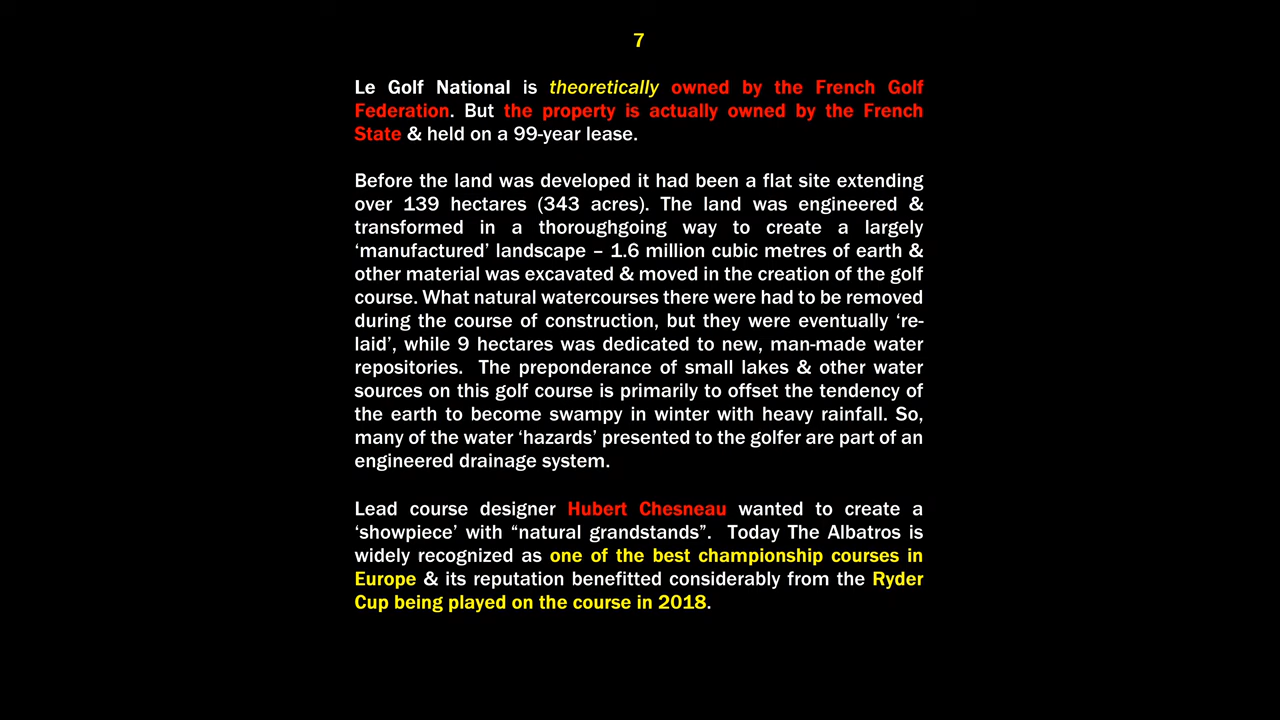 7
Le Golf National is theoretically owned by the French Golf
Federation. But the property is actually owned by the French
State & held on a 99-year lease.
Before the land was developed it had been a flat site extending
over 139 hectares (343 acres). The land was engineered &
transformed in a thoroughgoing way to create a largely
‘manufactured’ landscape – 1.6 million cubic metres of earth &
other material was excavated & moved in the creation of the golf
course. What natural watercourses there were had to be removed
during the course of construction, but they were eventually ‘re-
laid’, while 9 hectares was dedicated to new, man-made water
repositories.  The preponderance of small lakes & other water
sources on this golf course is primarily to offset the tendency of
the earth to become swampy in winter with heavy rainfall. So,
many of the water ‘hazards’ presented to the golfer are part of an
engineered drainage system.
Lead course designer Hubert Chesneau wanted to create a
‘showpiece’ with “natural grandstands”.  Today The Albatros is
widely recognized as one of the best championship courses in
Europe & its reputation benefitted considerably from the Ryder
Cup being played on the course in 2018.